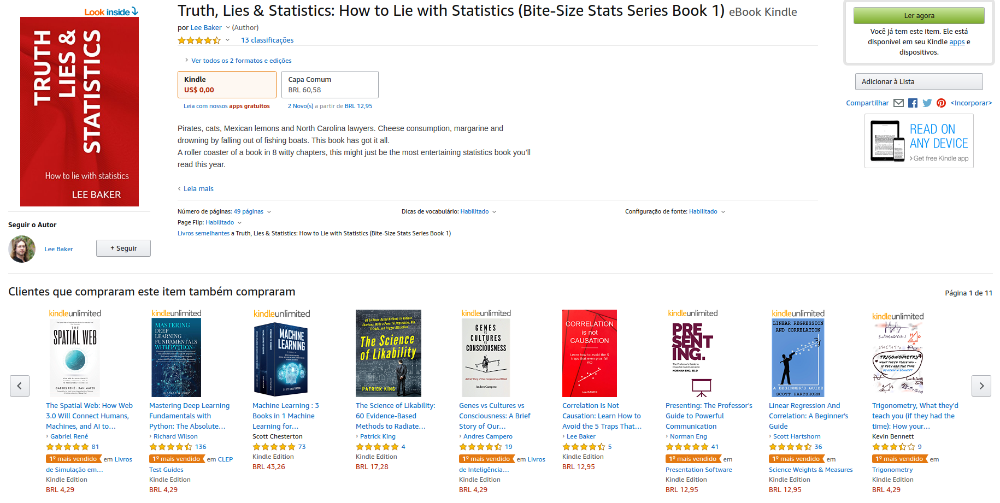 Look inside
TRUTH
LIES &
STATISTICS
How to lie with statistics
LEE BAKER
Seguir o Autor
Lee Baker
+ Seguir
Truth, Lies & Statistics: How to Lie with Statistics (Bite-Size Stats Series Book 1) eBook Kindle
por Lee Baker (Author)
13 classificações
Ver todos os 2 formatos e edições
Kindle
US$ 0,00
Capa Comum
BRL 60,58
Leia com nossos apps gratuitos
2 Novo(s) a partir de BRL 12,95
Pirates, cats, Mexican lemons and North Carolina lawyers. Cheese consumption, margarine and
drowning by falling out of fishing boats. This book has got it all.
A roller coaster of a book in 8 witty chapters, this might just be the most entertaining statistics book you'll
read this year.
Leia mais
Número de páginas: 49 páginas
Dicas de vocabulário: Habilitado
Configuração de fonte: Habilitado
Page Flip: Habilitado
Livros semelhantes a Truth, Lies & Statistics: How to Lie with Statistics (Bite-Size Stats Series Book 1)
Ler agora
Você já tem este item. Ele está
disponível em seu Kindle apps e
dispositivos.
Adicionar à Lista
Compartilhar <Incorporar>
READ ON
ANY DEVICE
> Get free Kindle app
Clientes que compraram este item também compraram
Página 1 de 11
kindleunlimited
THE
SPATIAL WEB
GABRIEL RENÉ • DAN MAPES
The Spatial Web: How Web
3.0 Will Connect Humans,
Machines, and AI to...
Gabriel René
81
1º mais vendido em Livros
de Simulação em...
Kindle Edition
BRL 4,29
kindleunlimited
MASTERING
DEEP
LEARNING
FUNDAMENTALS
WITH PYTHON
RICHARD WILSON
Mastering Deep Learning
Fundamentals with
Python: The Absolute...
Richard Wilson
136
1º mais vendido em CLEP
Test Guides
Kindle Edition
BRL 4,29
kindleunlimited
MACHINE
LEARNING
SCOTT CHESTERTON
Machine Learning : 3
Books in 1 Machine
Learning for...
Scott Chesterton
73
Kindle Edition
BRL 43,26
60 Evidence-Based Methods to Radiate
Charisma, Make a Powerful Impression, Win
Friends, and Trigger Attraction
The Science
of Likability
PATRICK KING
The Science of Likability:
60 Evidence-Based
Methods to Radiate...
Patrick King
4
Kindle Edition
BRL 17,28
kindleunlimited
GENES
VS
CULTURES
VS
CONSCIOUSNESS
A Brief Story of Our Computational Minds
Andres Campero
Genes vs Cultures vs
Consciousness: A Brief
Story of Our...
Andres Campero
19
1º mais vendido em Livros
de Inteligência...
Kindle Edition
BRL 4,29
CORRELATION
is not
CAUSATION
Learn how to avoid the 5
traps that even pros fall
into
Lee BAKER
Correlation Is Not
Causation: Learn How to
Avoid the 5 Traps That...
Lee Baker
5
Kindle Edition
BRL 12,95
kindleunlimited
PRE
SENT
ING.
The Professor's Guide to
Powerful Communication
NORMAN ENG, ED.D
Presenting: The Professor's
Guide to Powerful
Communication
Norman Eng
41
1º mais vendido em
Presentation Software
Kindle Edition
BRL 12,95
kindleunlimited
LINEAR REGRESSION
AND CORRELATION
A BEGINNER'S GUIDE
SCOTT HARTSHORN
Linear Regression And
Correlation: A Beginner's
Guide
Scott Hartshorn
36
1º mais vendido em
Science Weights & Measures
Kindle Edition
BRL 12,95
kindleunlimited
TRIGONOMETRY
WHAT THEY'D TEACH YOU -
IF THEY HAD THE TIME
BY KEVIN W BENNETT
Trigonometry, What they'd
teach you (if they had the
time): How your...
Kevin Bennett
9
1º mais vendido em
Trigonometry
Kindle Edition
BRL 4,29